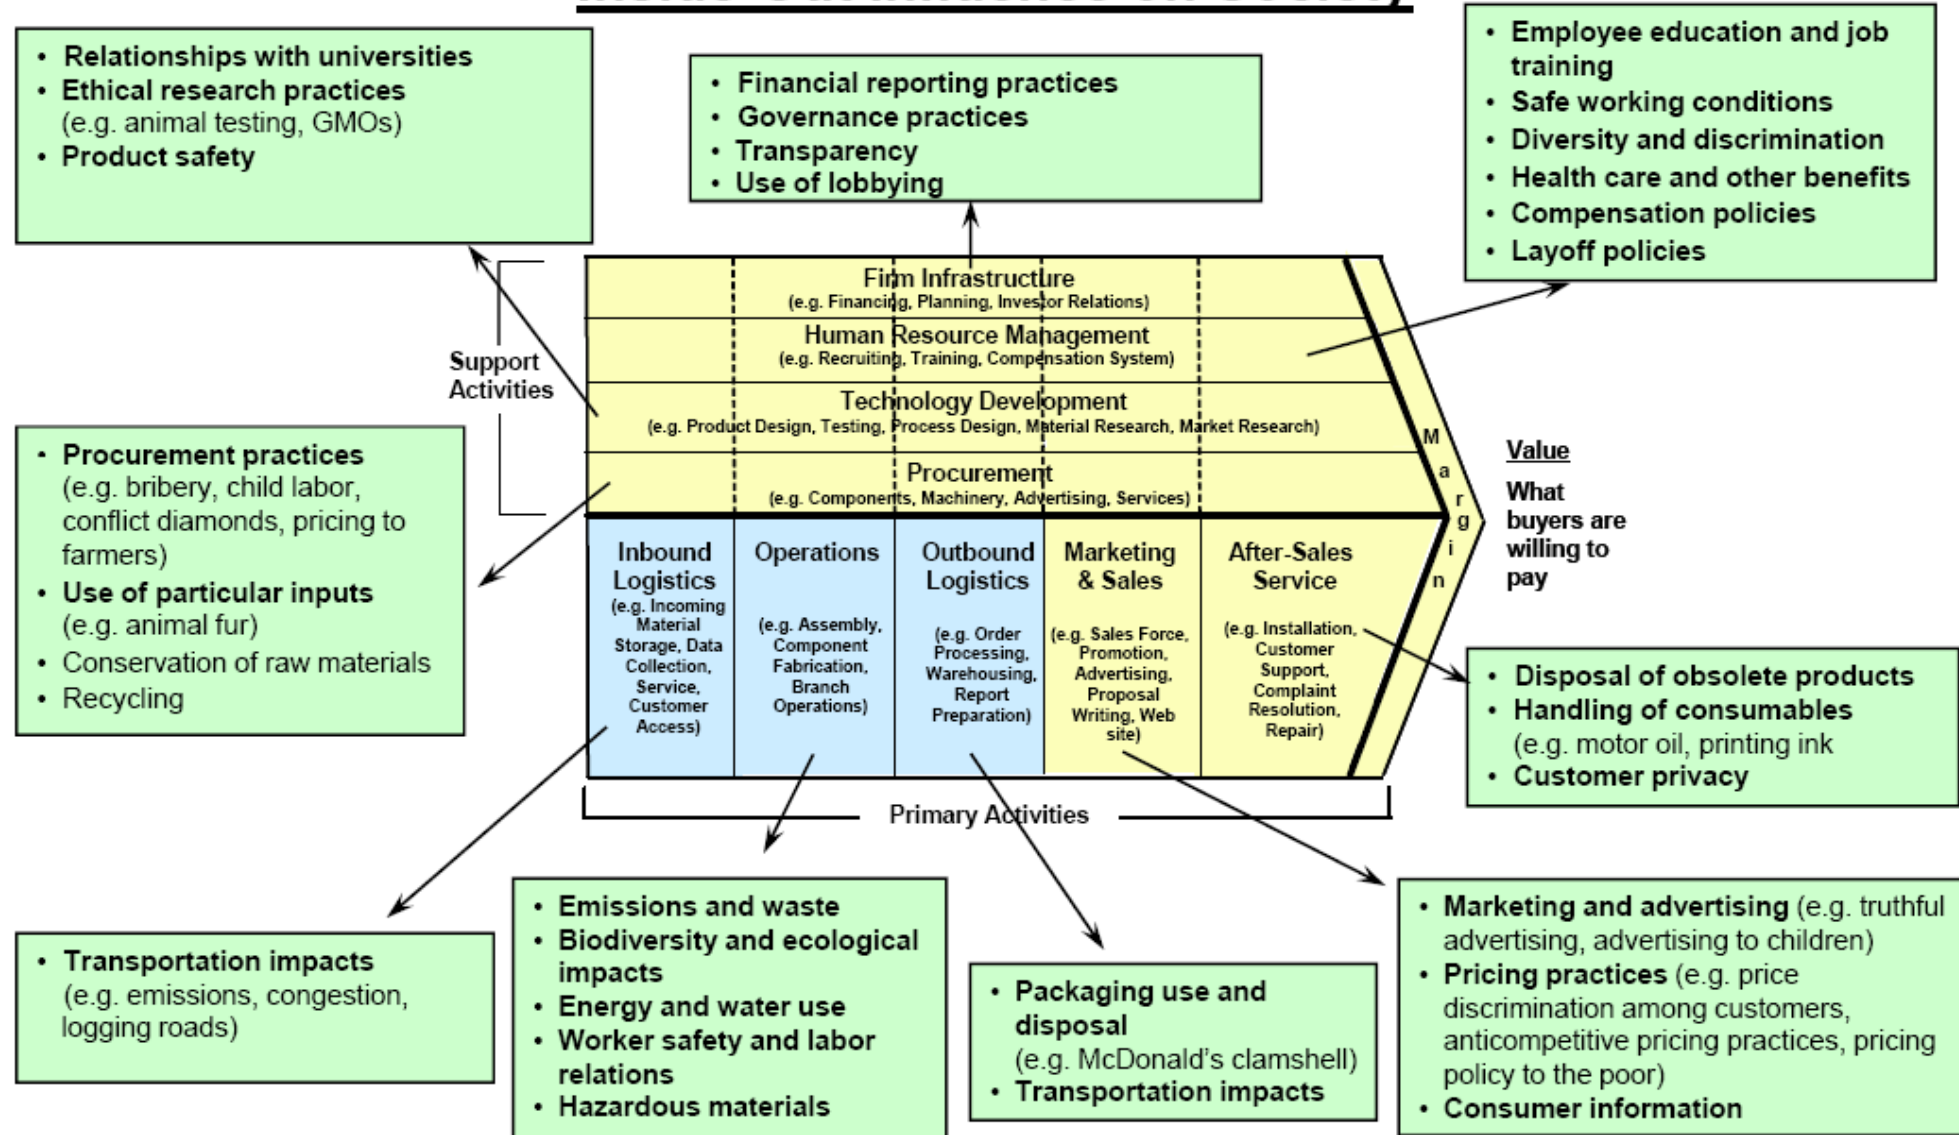 • Relationships with universities
• Ethical research practices
(e.g. animal testing, GMOs)
• Product safety
• Financial reporting practices
• Governance practices
• Transparency
• Use of lobbying
• Employee education and job
training
• Safe working conditions
• Diversity and discrimination
• Health care and other benefits
• Compensation policies
• Layoff policies
Support
Activities
Firm Infrastructure
(e.g. Financing, Planning, Investor Relations)
Human Resource Management
(e.g. Recruiting, Training, Compensation System)
Technology Development
(e.g. Product Design, Testing, Process Design, Material Research, Market Research)
Procurement
(e.g. Components, Machinery, Advertising, Services)
Margin
Value
What
buyers are
willing to
pay
• Procurement practices
(e.g. bribery, child labor,
conflict diamonds, pricing to
farmers)
• Use of particular inputs
(e.g. animal fur)
• Conservation of raw materials
• Recycling
Inbound
Logistics
(e.g. Incoming
Material
Storage, Data
Collection,
Service,
Customer
Access)
Operations
(e.g. Assembly,
Component
Fabrication,
Branch
Operations)
Outbound
Logistics
(e.g. Order
Processing,
Warehousing,
Report
Preparation)
Marketing
& Sales
(e.g. Sales Force,
Promotion,
Advertising,
Proposal
Writing, Web
site)
After-Sales
Service
(e.g. Installation,
Customer
Support,
Complaint
Resolution,
Repair)
• Disposal of obsolete products
• Handling of consumables
(e.g. motor oil, printing ink
• Customer privacy
Primary Activities
• Transportation impacts
(e.g. emissions, congestion,
logging roads)
• Emissions and waste
• Biodiversity and ecological
impacts
• Energy and water use
• Worker safety and labor
relations
• Hazardous materials
• Packaging use and
disposal
(e.g. McDonald's clamshell)
• Transportation impacts
• Marketing and advertising (e.g. truthful
advertising, advertising to children)
• Pricing practices (e.g. price
discrimination among customers,
anticompetitive pricing practices, pricing
policy to the poor)
• Consumer information